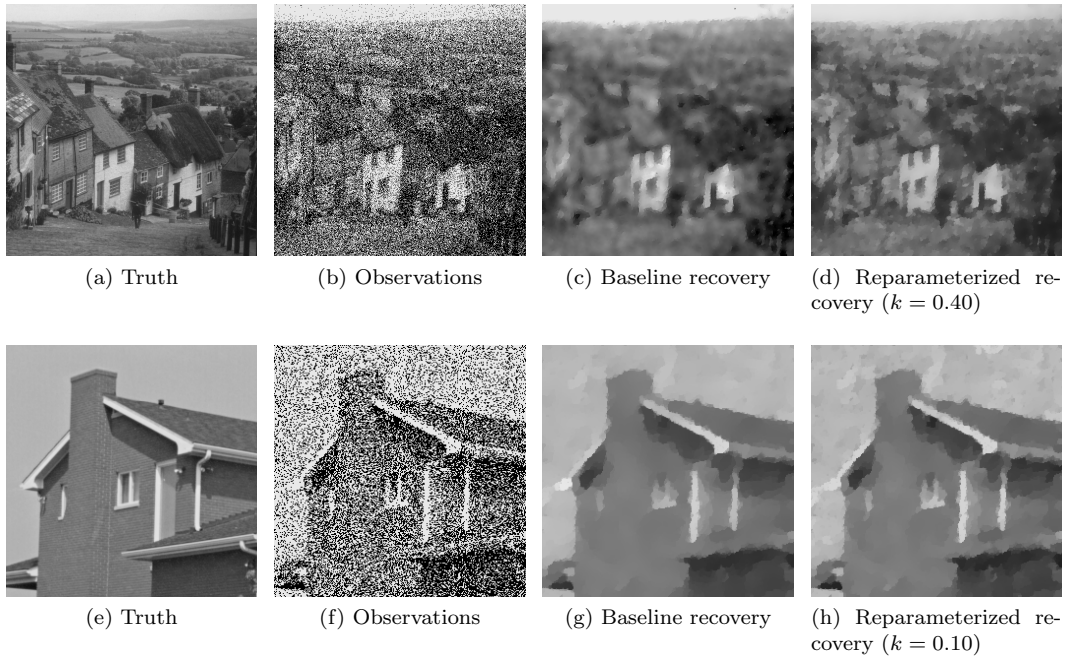 (a) Truth
(b) Observations
(c) Baseline recovery
(d) Reparameterized re-
covery (k = 0.40)
(e) Truth
(f) Observations
(g) Baseline recovery
(h) Reparameterized re-
covery (k = 0.10)